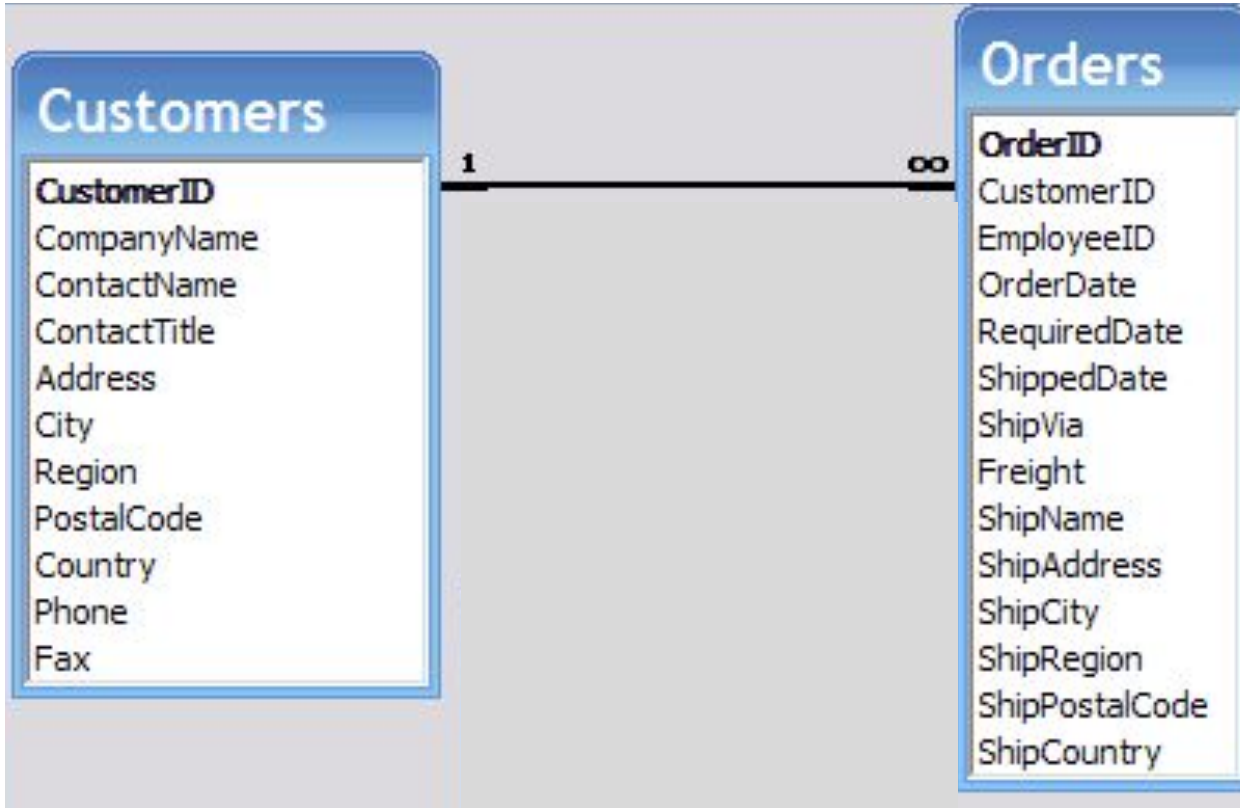 Customers
CustomerID
CompanyName
ContactName
ContactTitle
Address
City
Region
PostalCode
Country
Phone
Fax
1
∞
Orders
OrderID
CustomerID
EmployeeID
OrderDate
RequiredDate
ShippedDate
ShipVia
Freight
ShipName
ShipAddress
ShipCity
ShipRegion
ShipPostalCode
ShipCountry